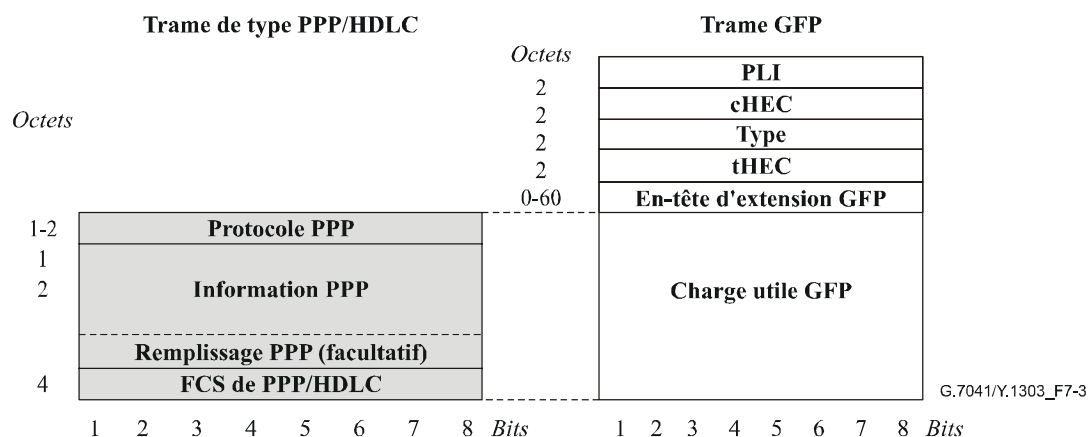 Trame de type PPP/HDLC
Trame GFP
Octets
PLI
2
cHEC
2
Octets
Type
2
tHEC
2
En-tête d'extension GFP
0-60
1-2
Protocole PPP
1
2
Information PPP
Charge utile GFP
Remplissage PPP (facultatif)
4
FCS de PPP/HDLC
G.7041/Y.1303_F7-3
1 2 3 4 5 6 7 8 Bits
1 2 3 4 5 6 7 8 Bits